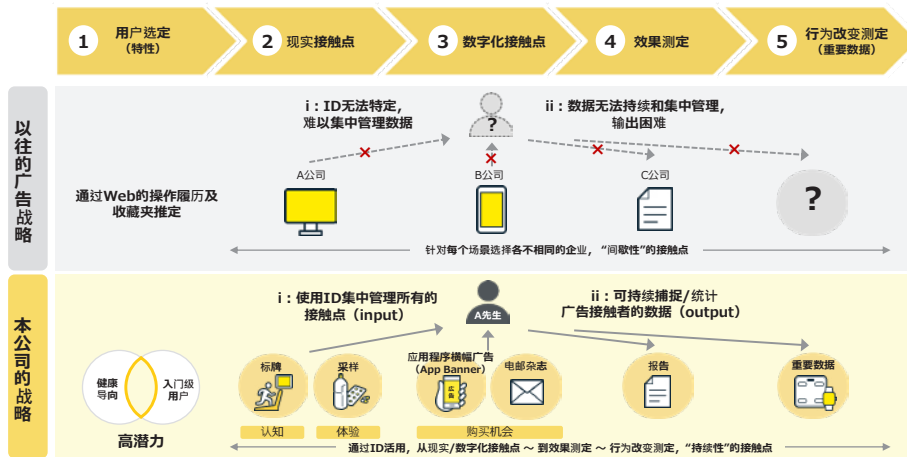 1
用户选定
（特性）
2
现实接触点
3
数字化接触点
4
效果测定
5
行为改变测定
（重要数据）
以往的广告战略
i：ID无法特定，
难以集中管理数据
?
ii：数据无法持续和集中管理，
输出困难
通过Web的操作履历及
收藏夹推定
A公司
B公司
C公司
?
针对每个场景选择各不相同的企业，“间歇性”的接触点
本公司的战略
i：使用ID集中管理所有的
接触点（input）
A先生
ii：可持续捕捉/统计
广告接触者的数据（output）
健康
导向
入门级
用户
高潜力
标牌
采样
应用程序横幅广告
（App Banner）
広告
电邮杂志
报告
重要数据
认知
体验
购买机会
通过ID活用，从现实/数字化接触点 ～ 到效果测定 ～ 行为改变测定，“持续性”的接触点